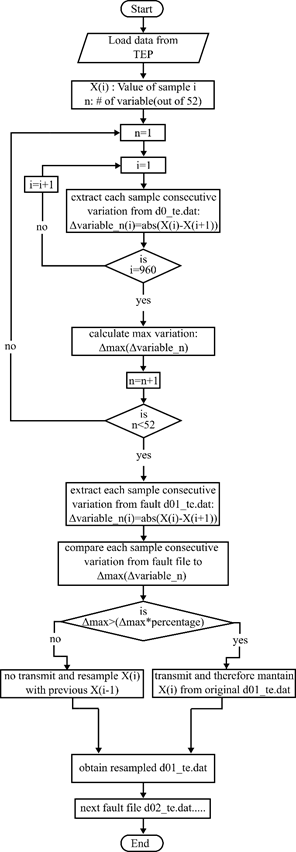 Start
Load data from
TEP
X(i) : Value of sample i
n: # of variable(out of 52)
n=1
i=1
i=i+1
extract each sample consecutive
variation from d0_te.dat:
Δvariable_n(i)=abs(X(i)-X(i+1))
no
is
i=960
yes
calculate max variation:
Δmax(Δvariable_n)
no
n=n+1
is
n<52
yes
extract each sample consecutive
variation from fault d01_te.dat:
Δvariable_n(i)=abs(X(i)-X(i+1))
compare each sample consecutive
variation from fault file to
Δmax(Δvariable_n)
is
Δmax>(Δmax*percentage)
no
yes
no transmit and resample X(i)
with previous X(i-1)
transmit and therefore mantain
X(i) from original d01_te.dat
obtain resampled d01_te.dat
next fault file d02_te.dat.....
End